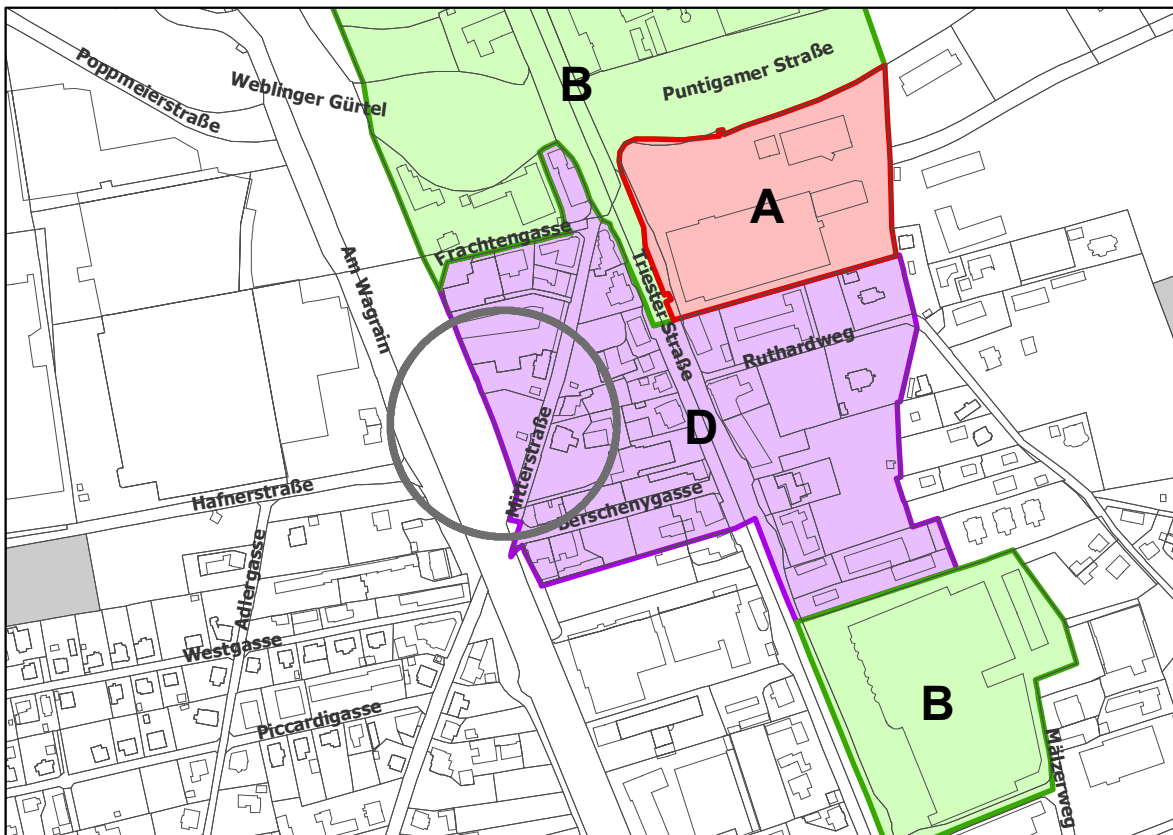 Poppmeierstraße
Weblinger Gürtel
B
Puntigamer Straße
A
Frachtengasse
Am Wagrain
Triester Straße
Ruthardweg
D
Mitterstraße
Berschenygasse
Hafnerstraße
Adlergasse
Westgasse
Piccardigasse
B
Mälzerweg